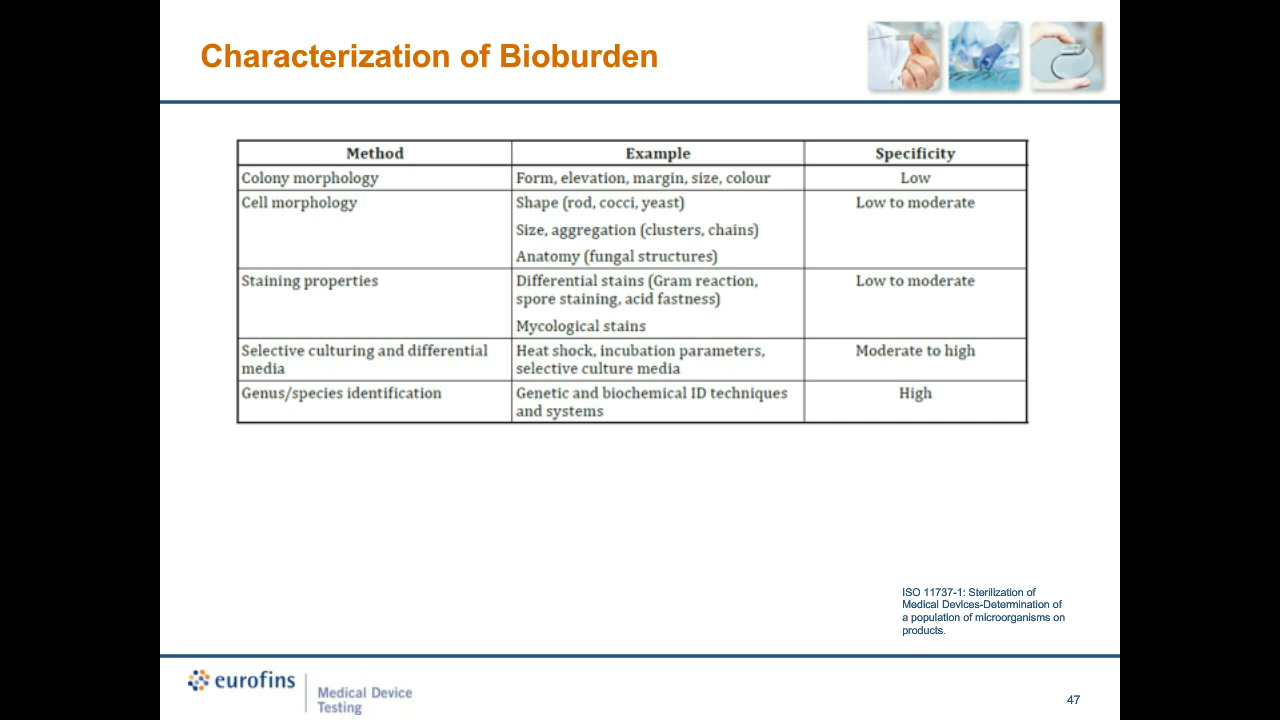 Characterization of Bioburden
Method Example Specificity
Colony morphology Form, elevation, margin, size, colour Low
Cell morphology Shape (rod, cocci, yeast) Low to moderate
Size, aggregation (clusters, chains)
Anatomy (fungal structures)
Staining properties Differential stains (Gram reaction, Low to moderate
spore staining, acid fastness)
Mycological stains
Selective culturing and differential Heat shock, incubation parameters, Moderate to high
media selective culture media
Genus/species identification Genetic and biochemical ID techniques High
and systems
ISO 11737-1: Sterilization of
Medical Devices-Determination of
a population of microorganisms on
products.
eurofins
Medical Device
Testing
47